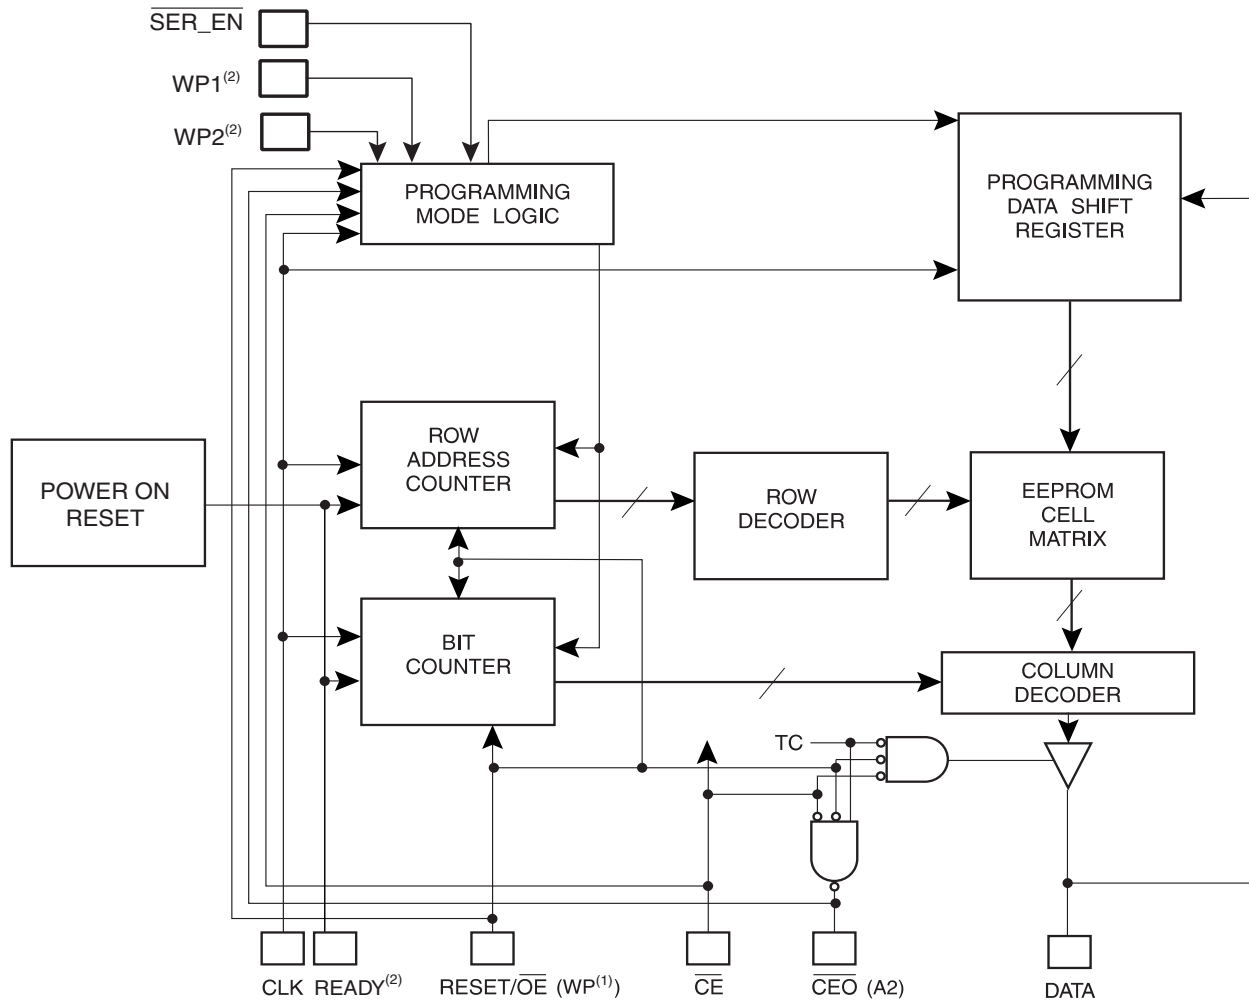 SER_EN
WP1(2)
WP2(2)
PROGRAMMING
MODE LOGIC
PROGRAMMING
DATA SHIFT
REGISTER
POWER ON
RESET
ROW
ADDRESS
COUNTER
ROW
DECODER
EEPROM
CELL
MATRIX
BIT
COUNTER
COLUMN
DECODER
TC
CLK
READY(2)
RESET/OE (WP(1))
CE
CEO (A2)
DATA